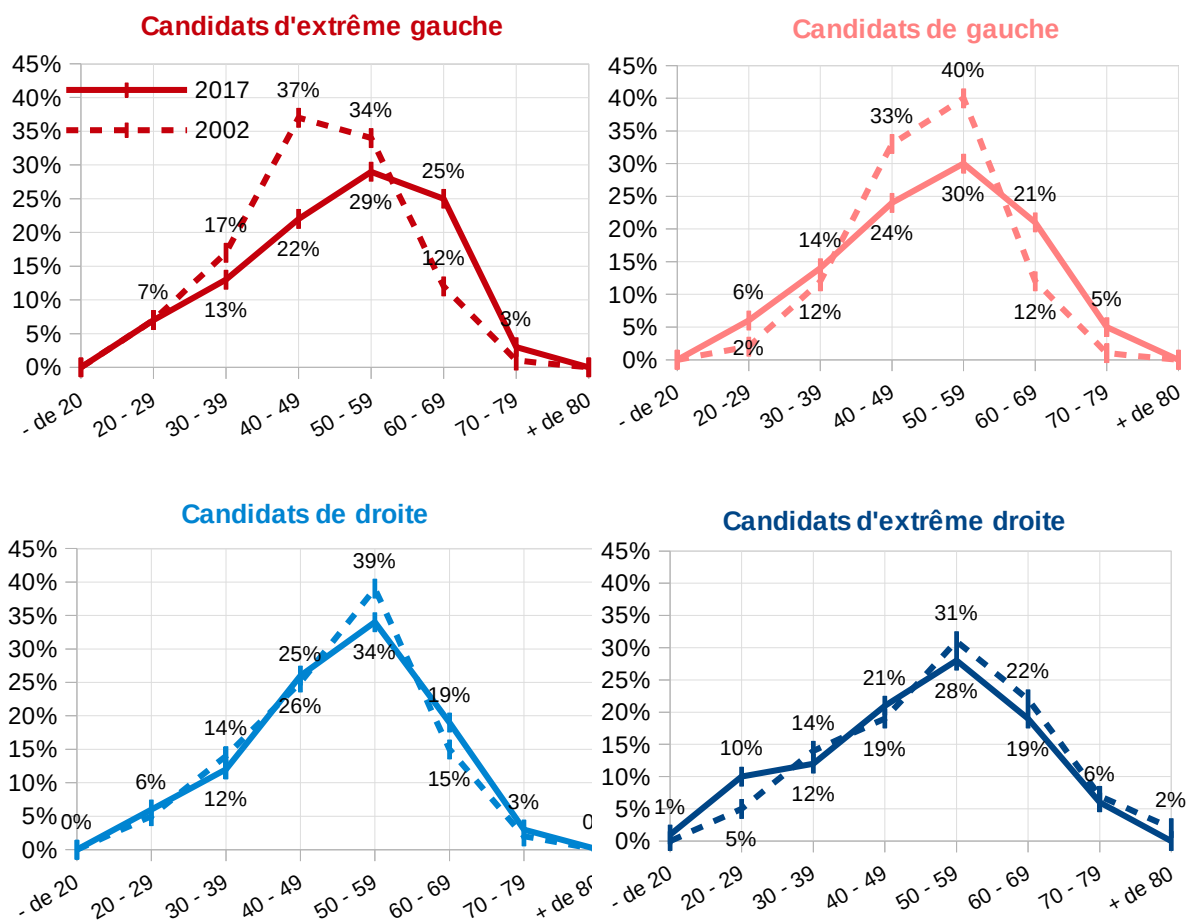 Candidats d'extrême gauche
45%
40%
35%
30%
25%
20%
15%
10%
5%
0%
2017
2002
37%
34%
25%
17%
29%
22%
12%
7%
13%
3%
- de 20
20 - 29
30 - 39
40 - 49
50 - 59
60 - 69
70 - 79
+ de 80
Candidats de gauche
45%
40%
35%
30%
25%
20%
15%
10%
5%
0%
40%
33%
30%
21%
14%
24%
6%
12%
12%
5%
2%
- de 20
20 - 29
30 - 39
40 - 49
50 - 59
60 - 69
70 - 79
+ de 80
Candidats de droite
45%
40%
35%
30%
25%
20%
15%
10%
5%
0%
39%
25%
34%
19%
26%
14%
15%
6%
12%
3%
0%
0
- de 20
20 - 29
30 - 39
40 - 49
50 - 59
60 - 69
70 - 79
+ de 80
Candidats d'extrême droite
45%
40%
35%
30%
25%
20%
15%
10%
5%
0%
31%
22%
21%
28%
14%
10%
19%
19%
12%
6%
1%
5%
2%
- de 20
20 - 29
30 - 39
40 - 49
50 - 59
60 - 69
70 - 79
+ de 80